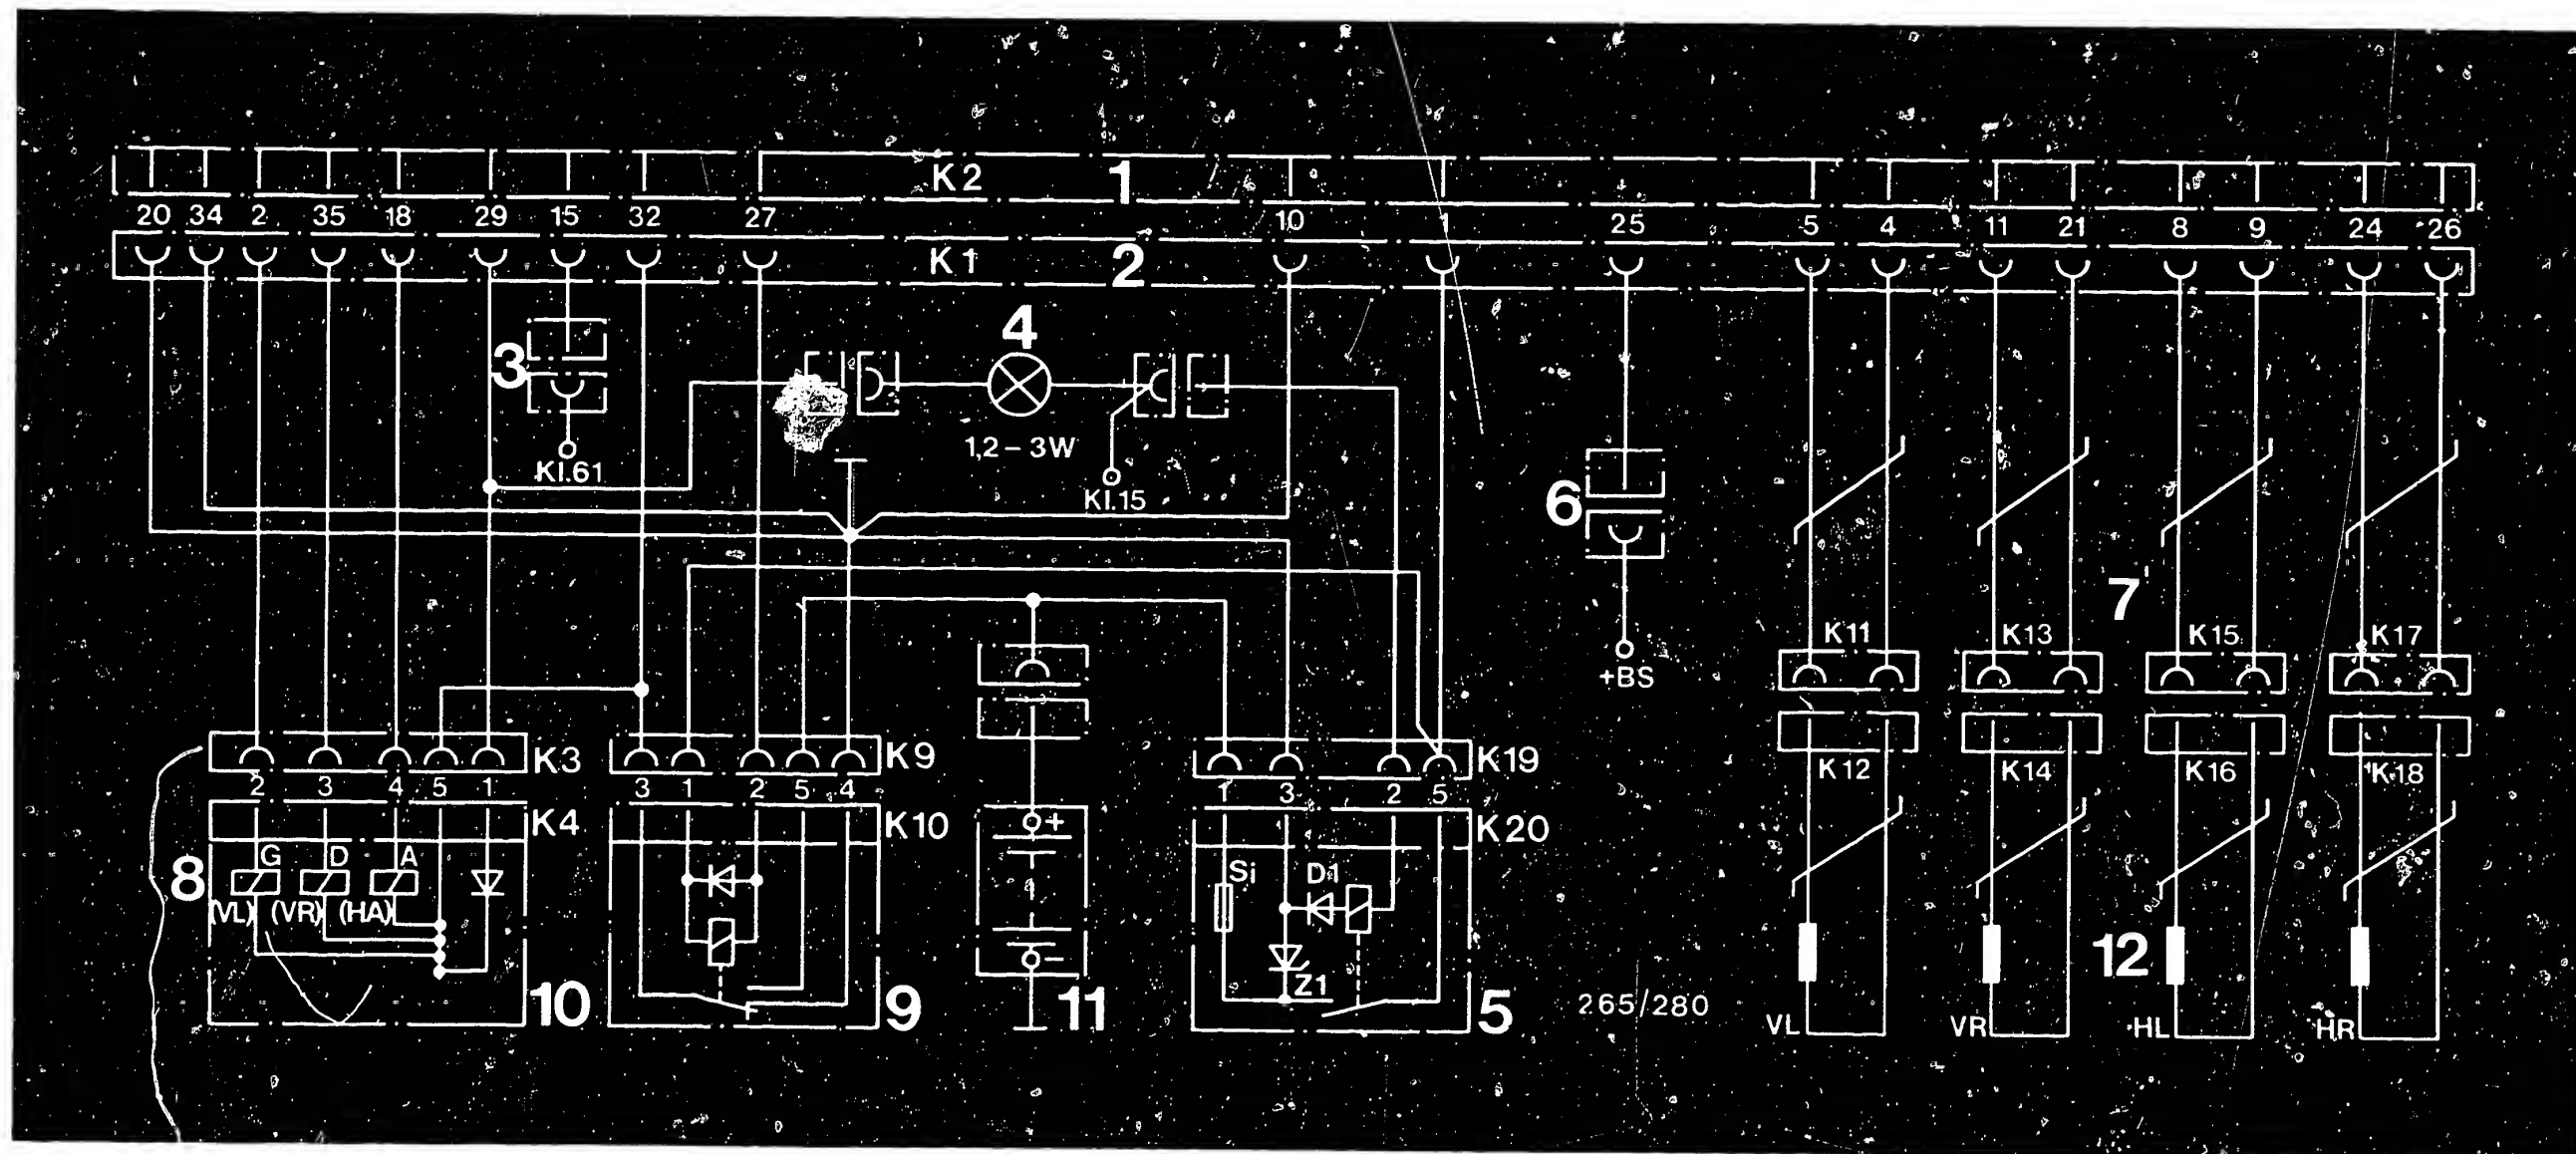 K2 1
20 34 2 35 18 29 15 32 27 10 1 25 5 4 11 21 8 9 24 26
K1 2
4
3
1,2 – 3W
Kl.61
Kl.15
6
7
K11 K13 K15 K17
+BS
K3 K9 K19
2 3 4 5 1 3 1 2 5 4 1 3 2 5
K12 K14 K16 K18
K4 K10 + K20
G D A
8 Si D1
(VL) (VR) (HA)
12
– Z1
10 9 11 5 265/280
VL VR HL HR